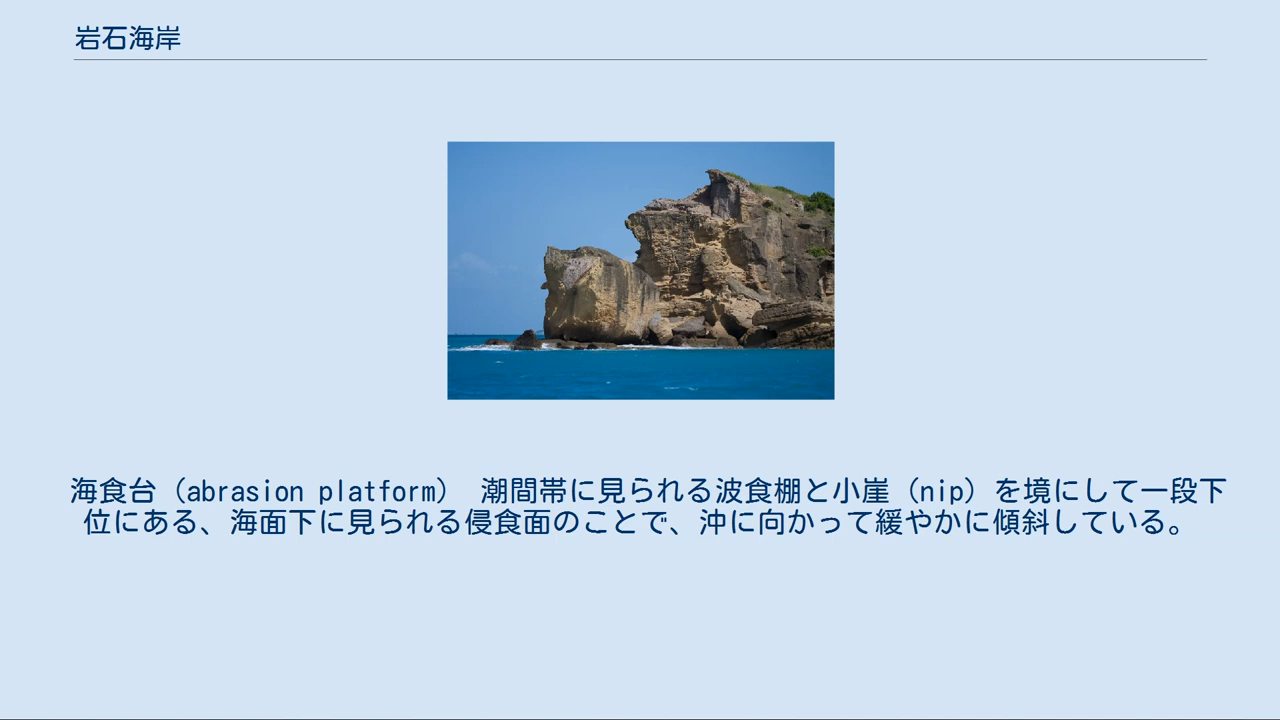 岩石海岸
海食台（abrasion platform）　潮間帯に見られる波食棚と小崖（nip）を境にして一段下
位にある、海面下に見られる侵食面のことで、沖に向かって緩やかに傾斜している。